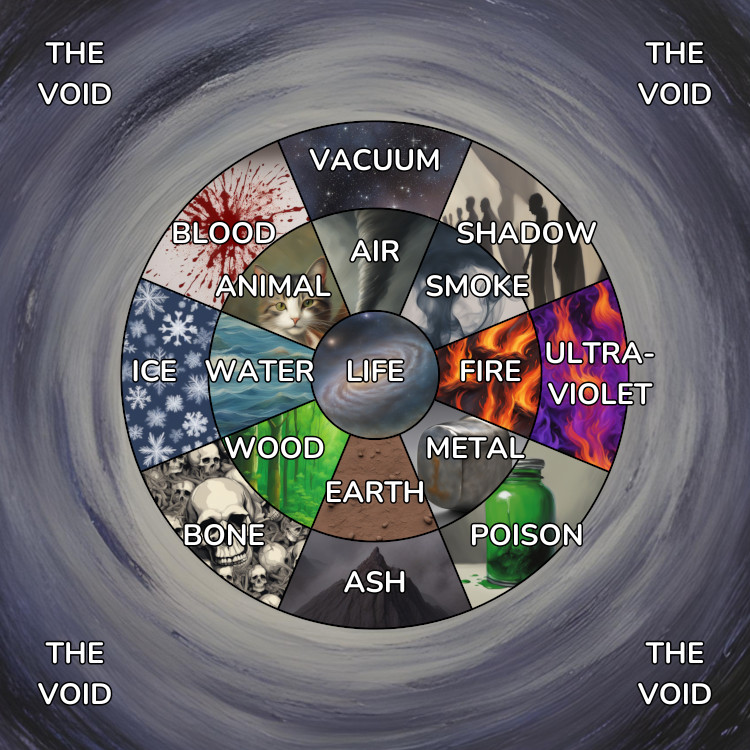 THE
VOID
THE
VOID
VACUUM
BLOOD
SHADOW
AIR
ANIMAL
SMOKE
ICE
WATER
LIFE
FIRE
ULTRA-
VIOLET
WOOD
METAL
EARTH
BONE
POISON
ASH
THE
VOID
THE
VOID